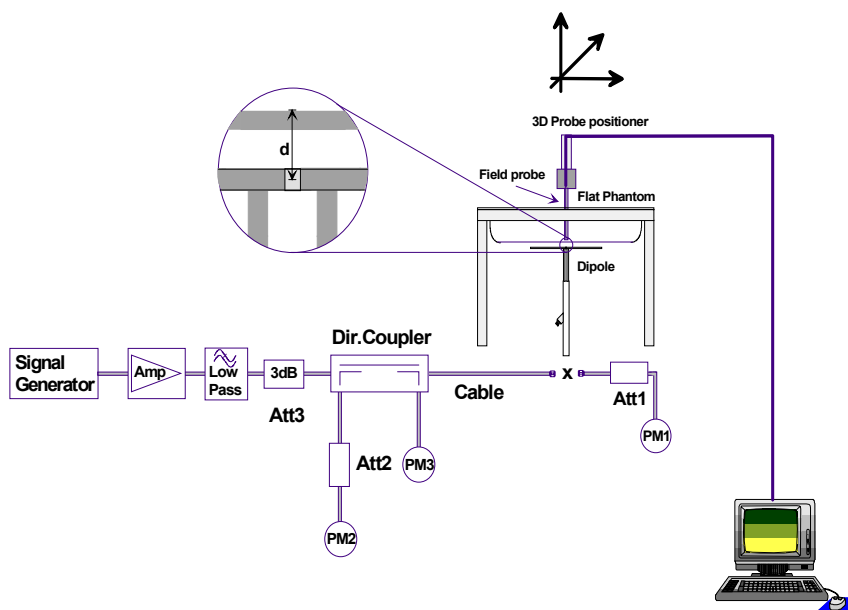 3D Probe positioner
d
Field probe
Flat Phantom
Dipole
Dir.Coupler
Signal
Generator
Amp
Low
Pass
3dB
Att3
Cable
x
Att1
PM1
Att2
PM3
PM2